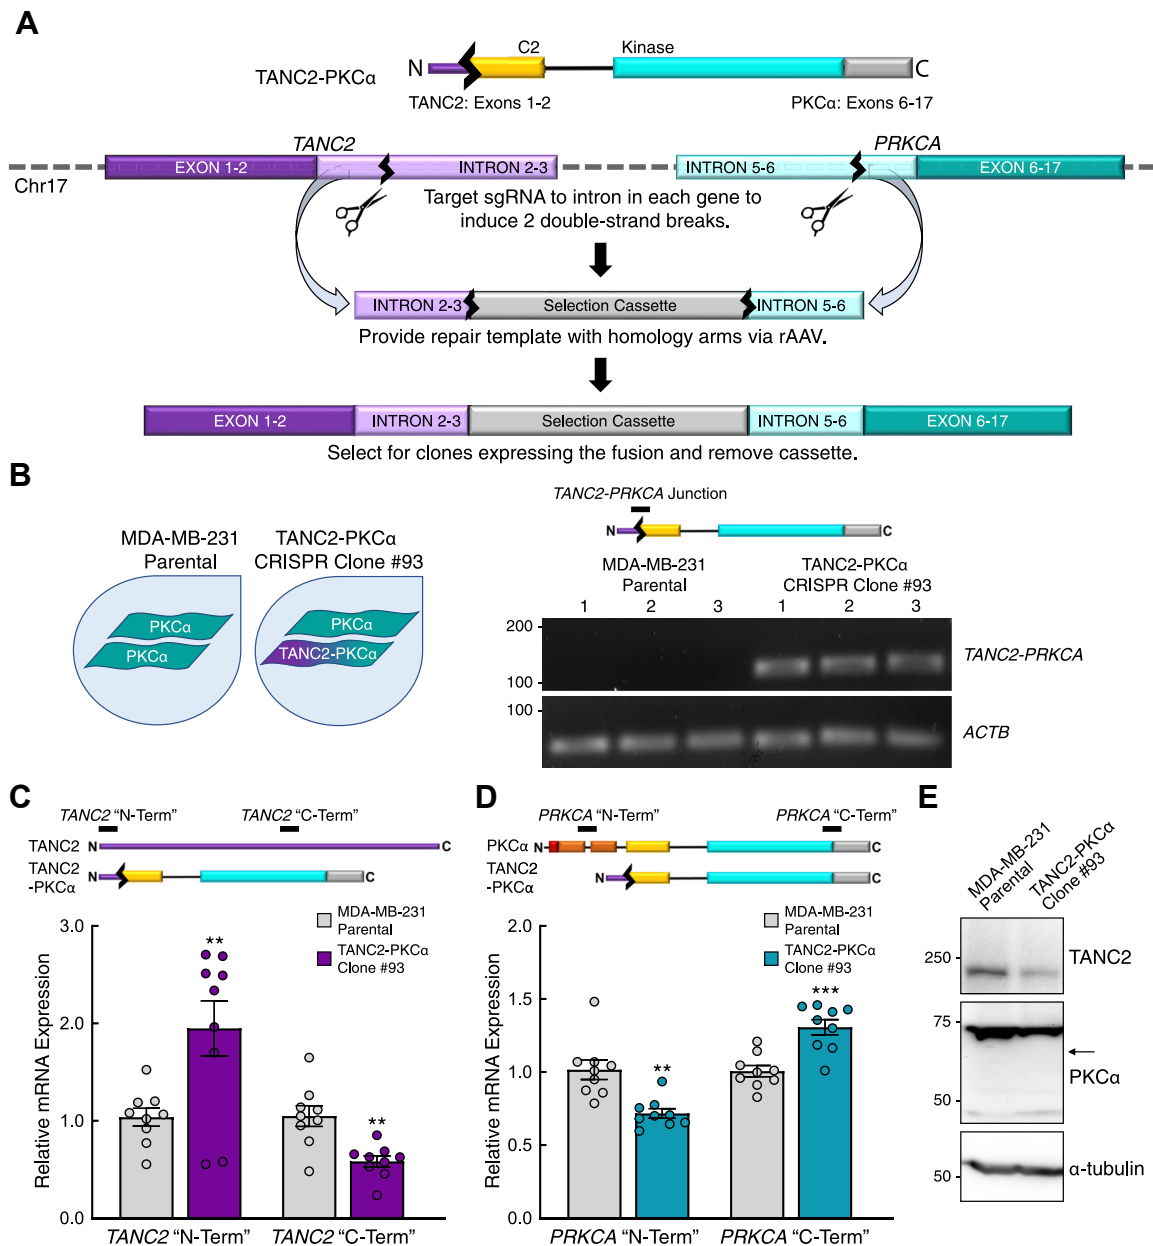 A
C2
Kinase
TANC2-PKCα
N
C
TANC2: Exons 1-2
PKCα: Exons 6-17
TANC2
PRKCA
EXON 1-2
INTRON 2-3
INTRON 5-6
EXON 6-17
Chr17
Target sgRNA to intron in each gene to
induce 2 double-strand breaks.
INTRON 2-3
Selection Cassette
INTRON 5-6
Provide repair template with homology arms via rAAV.
EXON 1-2
INTRON 2-3
Selection Cassette
INTRON 5-6
EXON 6-17
Select for clones expressing the fusion and remove cassette.
B
MDA-MB-231
Parental
TANC2-PKCα
CRISPR Clone #93
PKCα
PKCα
PKCα
TANC2-PKCα
TANC2-PRKCA Junction
N
C
MDA-MB-231
Parental
TANC2-PKCα
CRISPR Clone #93
1 2 3 1 2 3
200
100
TANC2-PRKCA
100
ACTB
C
TANC2 “N-Term”
TANC2 “C-Term”
TANC2
N
C
TANC2
-PKCα
N
C
MDA-MB-231
Parental
TANC2-PKCα
Clone #93
Relative mRNA Expression
3.0
2.0
1.0
0.0
**
**
TANC2 “N-Term”
TANC2 “C-Term”
D
PRKCA “N-Term”
PRKCA “C-Term”
PKCα
N
C
TANC2
-PKCα
N
C
MDA-MB-231
Parental
TANC2-PKCα
Clone #93
Relative mRNA Expression
2.0
1.5
1.0
0.5
0.0
**
***
PRKCA “N-Term”
PRKCA “C-Term”
E
MDA-MB-231
Parental
TANC2-PKCα
Clone #93
250
TANC2
75
50
PKCα
50
α-tubulin